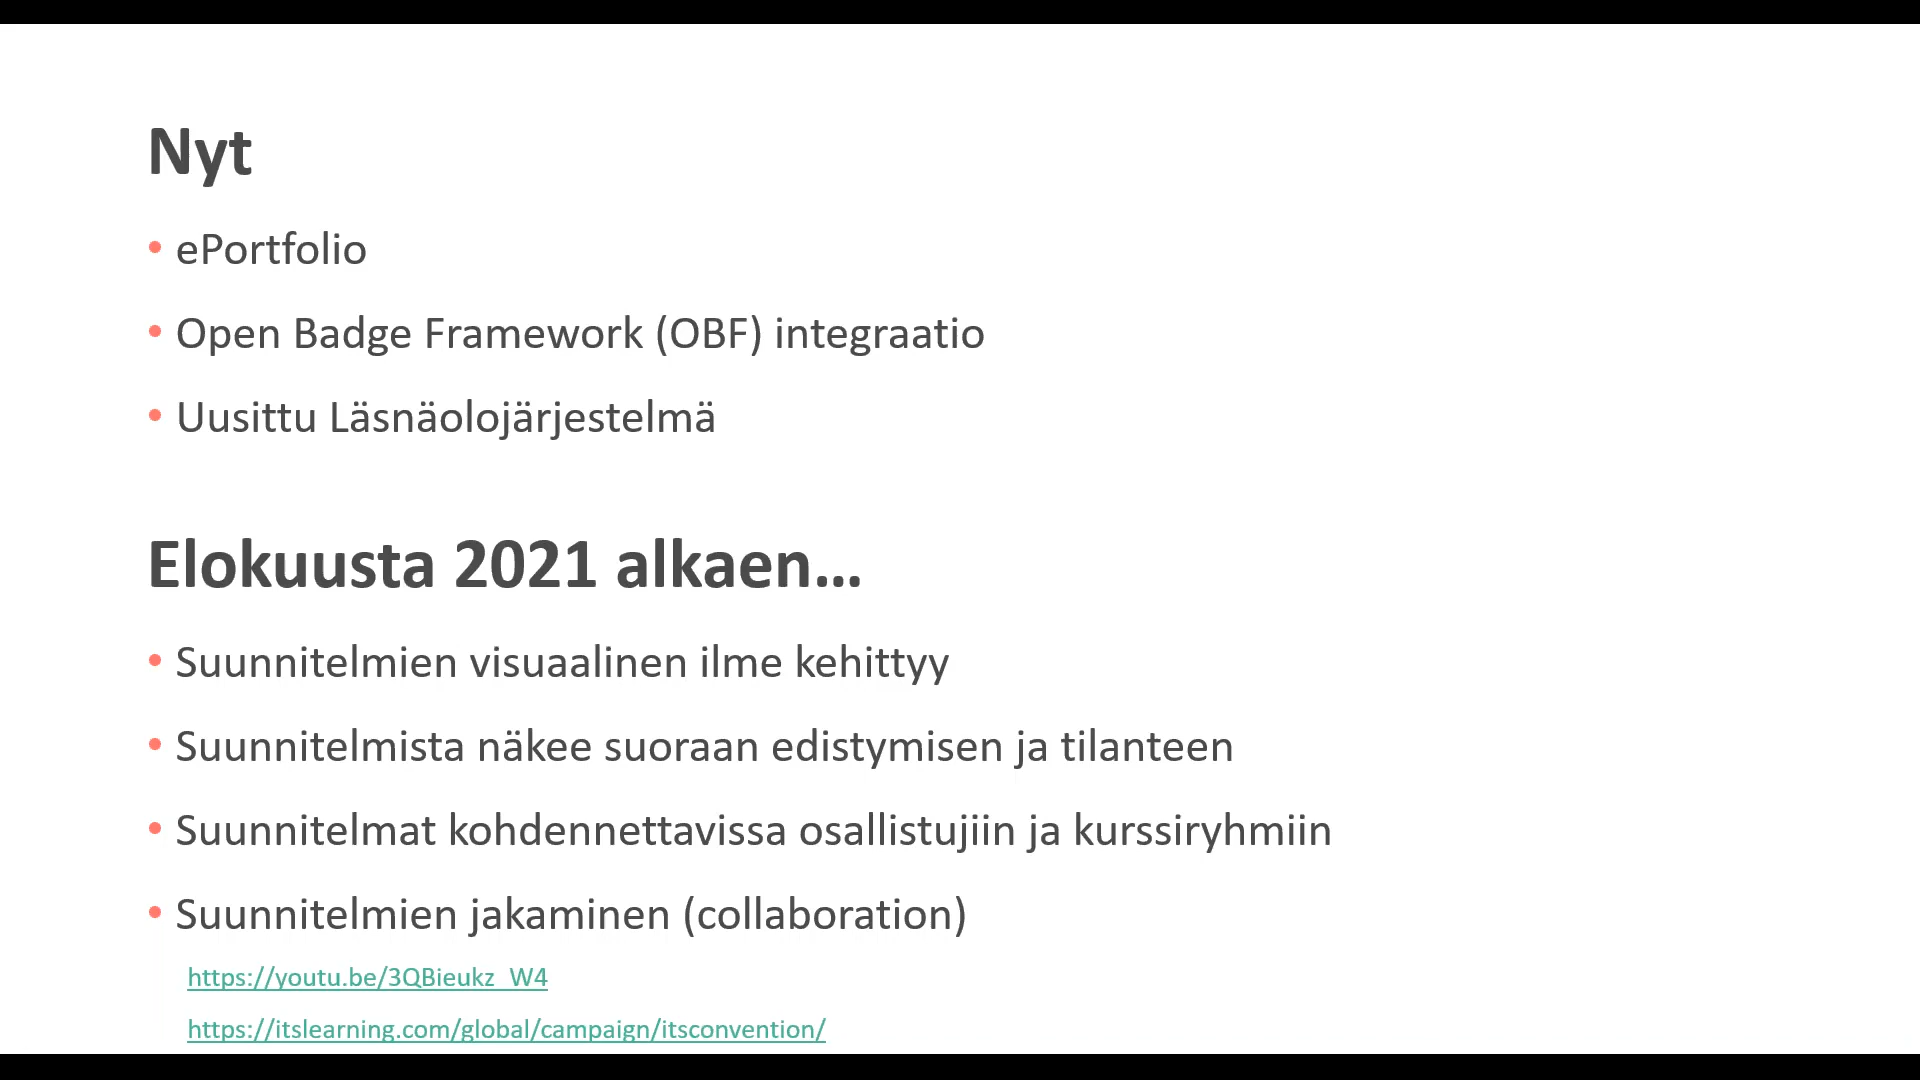 Nyt
• ePortfolio
• Open Badge Framework (OBF) integraatio
• Uusittu Läsnäolojärjestelmä
Elokuusta 2021 alkaen...
• Suunnitelmien visuaalinen ilme kehittyy
• Suunnitelmista näkee suoraan edistymisen ja tilanteen
• Suunnitelmat kohdennettavissa osallistujiin ja kurssiryhmiin
• Suunnitelmien jakaminen (collaboration)
https://youtu.be/3QBieukz_W4
https://itslearning.com/global/campaign/itsconvention/